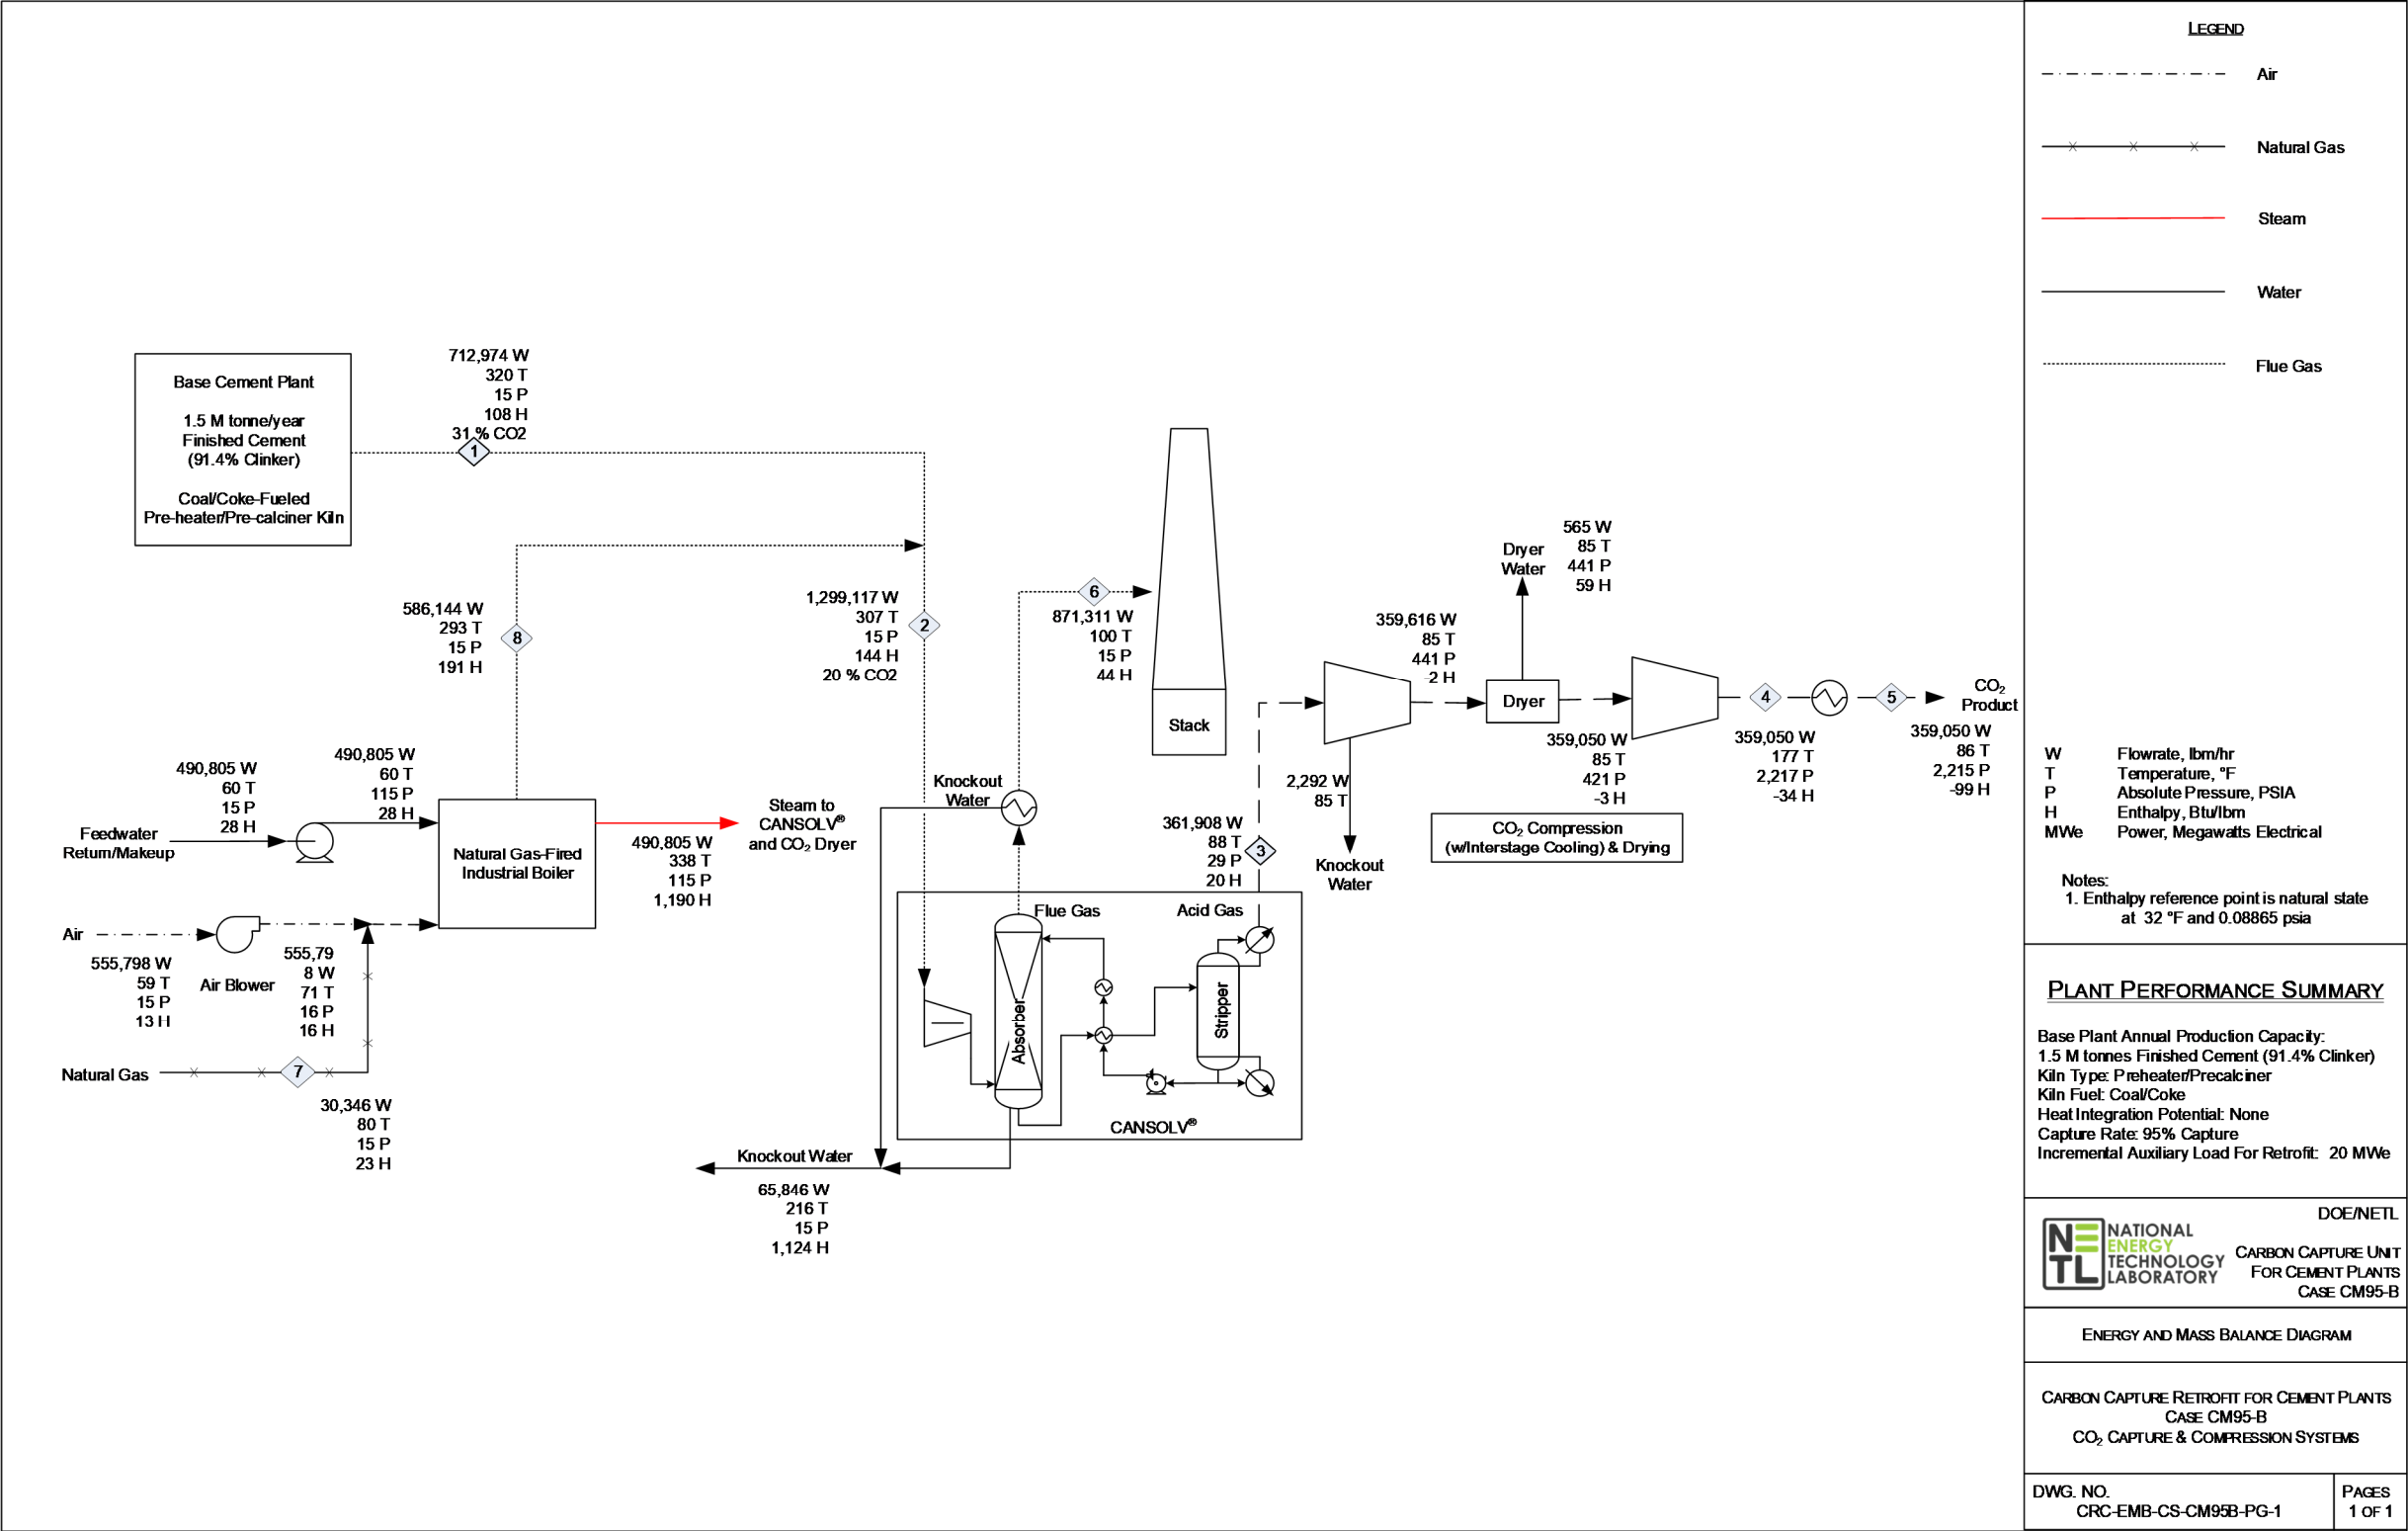 Base Cement Plant
1.5 M tonne/year
Finished Cement
(91.4% Clinker)
Coal/Coke-Fueled
Pre-heater/Pre-calciner Kiln
712,974 W
320 T
15 P
108 H
31 % CO2
1
586,144 W
293 T
15 P
191 H
8
1,299,117 W
307 T
15 P
144 H
20 % CO2
2
6
871,311 W
100 T
15 P
44 H
Stack
490,805 W
60 T
15 P
28 H
Feedwater
Return/Makeup
490,805 W
60 T
115 P
28 H
Natural Gas-Fired
Industrial Boiler
490,805 W
338 T
115 P
1,190 H
Steam to
CANSOLV®
and CO₂ Dryer
Air
555,798 W
59 T
15 P
13 H
Air Blower
555,79
8 W
71 T
16 P
16 H
Natural Gas
7
30,346 W
80 T
15 P
23 H
Knockout
Water
Flue Gas
Acid Gas
Absorber
Stripper
CANSOLV®
Knockout Water
65,846 W
216 T
15 P
1,124 H
361,908 W
88 T
29 P
20 H
3
2,292 W
85 T
Knockout
Water
359,616 W
85 T
441 P
-2 H
Dryer
Water
565 W
85 T
441 P
59 H
Dryer
359,050 W
85 T
421 P
-3 H
CO₂ Compression
(w/Interstage Cooling) & Drying
4
359,050 W
177 T
2,217 P
-34 H
5
CO₂
Product
359,050 W
86 T
2,215 P
-99 H
LEGEND
Air
Natural Gas
Steam
Water
Flue Gas
W Flowrate, lbm/hr
T Temperature, °F
P Absolute Pressure, PSIA
H Enthalpy, Btu/lbm
MWe Power, Megawatts Electrical
Notes:
1. Enthalpy reference point is natural state
at 32 °F and 0.08865 psia
PLANT PERFORMANCE SUMMARY
Base Plant Annual Production Capacity:
1.5 M tonnes Finished Cement (91.4% Clinker)
Kiln Type: Preheater/Precalciner
Kiln Fuel: Coal/Coke
Heat Integration Potential: None
Capture Rate: 95% Capture
Incremental Auxiliary Load For Retrofit: 20 MWe
NETL
NATIONAL
ENERGY
TECHNOLOGY
LABORATORY
DOE/NETL
CARBON CAPTURE UNIT
FOR CEMENT PLANTS
CASE CM95-B
ENERGY AND MASS BALANCE DIAGRAM
CARBON CAPTURE RETROFIT FOR CEMENT PLANTS
CASE CM95-B
CO₂ CAPTURE & COMPRESSION SYSTEMS
DWG. NO.
CRC-EMB-CS-CM95B-PG-1
PAGES
1 OF 1